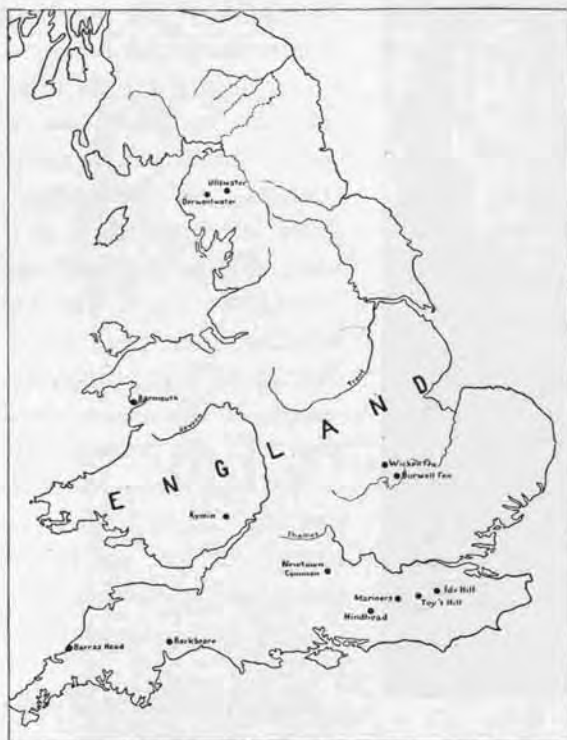 Ullswater
Derwentwater
Barmouth
Severn
Trent
ENGLAND
Wicken Fen
Burwell Fen
Kymin
Thames
Newtown
Common
Mariners
Ide Hill
Toy's Hill
Hindhead
Barras Head
Rockbeare